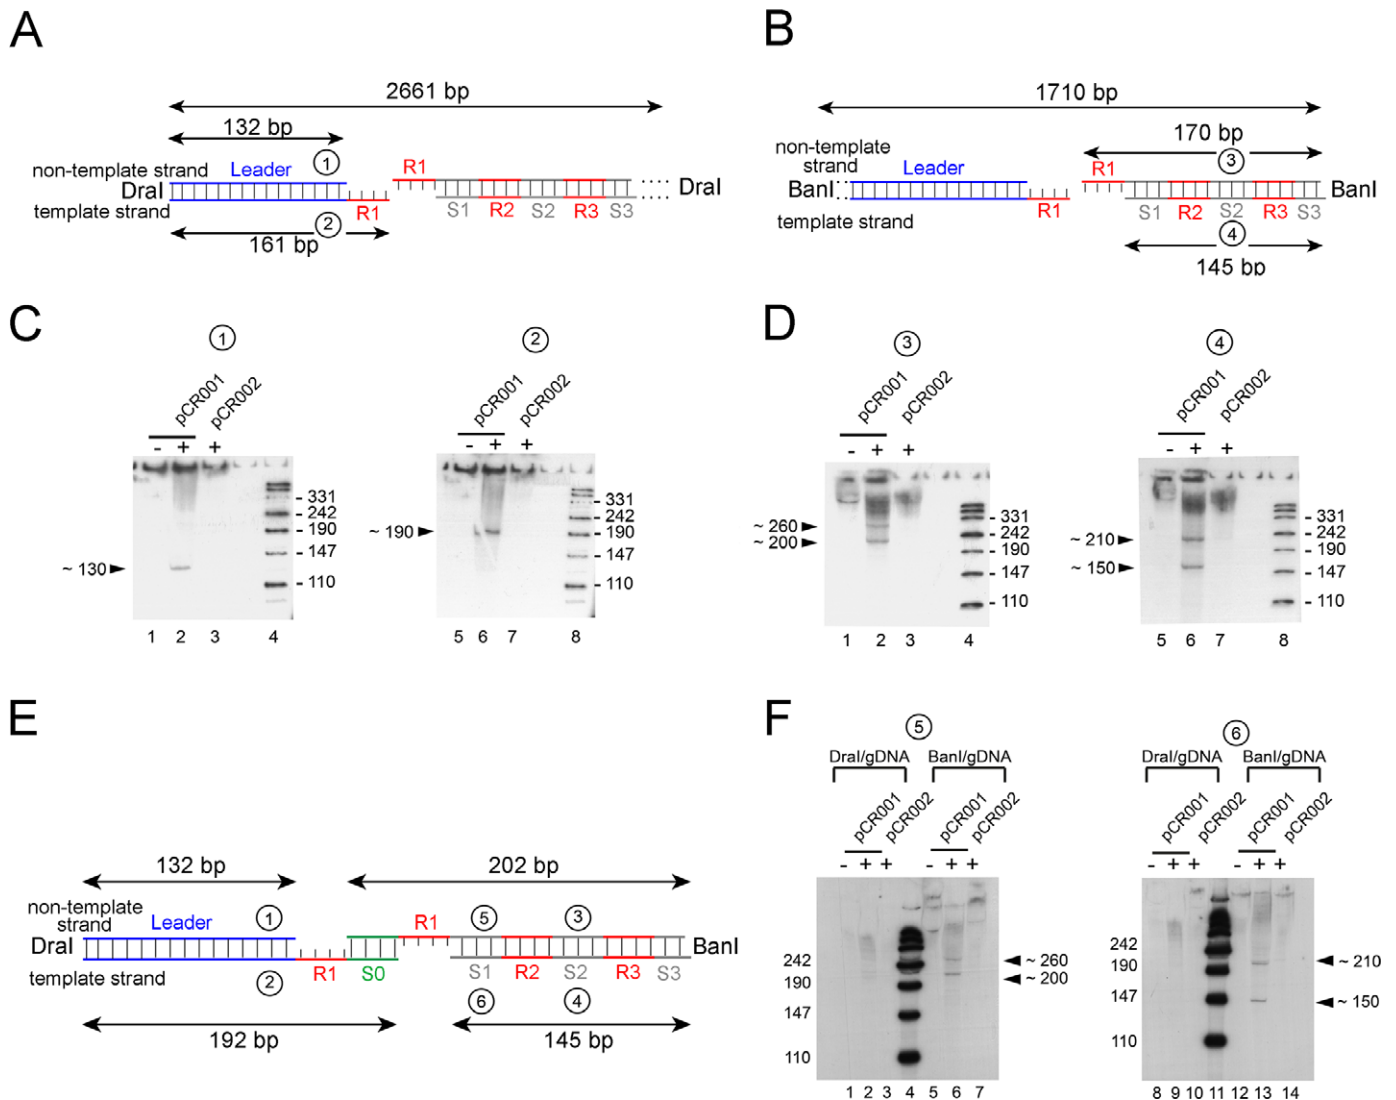 A
2661 bp
132 bp
non-template strand
Leader
1
R1
DraI
DraI
template strand
2
R1
S1
R2
S2
R3
S3
161 bp
B
1710 bp
170 bp
non-template
strand
Leader
R1
3
BanI
BanI
template strand
R1
S1
R2
S2
R3
S3
4
145 bp
C
1
pCR001
pCR002
- + +
331
242
190
147
110
~ 130
1 2 3 4
2
pCR001
pCR002
- + +
331
242
190
147
110
~ 190
5 6 7 8
D
3
pCR001
pCR002
- + +
331
242
190
147
110
~ 260
~ 200
1 2 3 4
4
pCR001
pCR002
- + +
331
242
190
147
110
~ 210
~ 150
5 6 7 8
E
132 bp
202 bp
non-template
strand
Leader
1
R1
5
3
DraI
BanI
template strand
2
R1
S0
S1
R2
S2
R3
S3
6
4
192 bp
145 bp
F
5
DraI/gDNA
BanI/gDNA
pCR001
pCR002
pCR001
pCR002
- + + - + +
242
190
147
110
~ 260
~ 200
1 2 3 4 5 6 7
6
DraI/gDNA
BanI/gDNA
pCR001
pCR002
pCR001
pCR002
- + + - + +
242
190
147
110
~ 210
~ 150
8 9 10 11 12 13 14